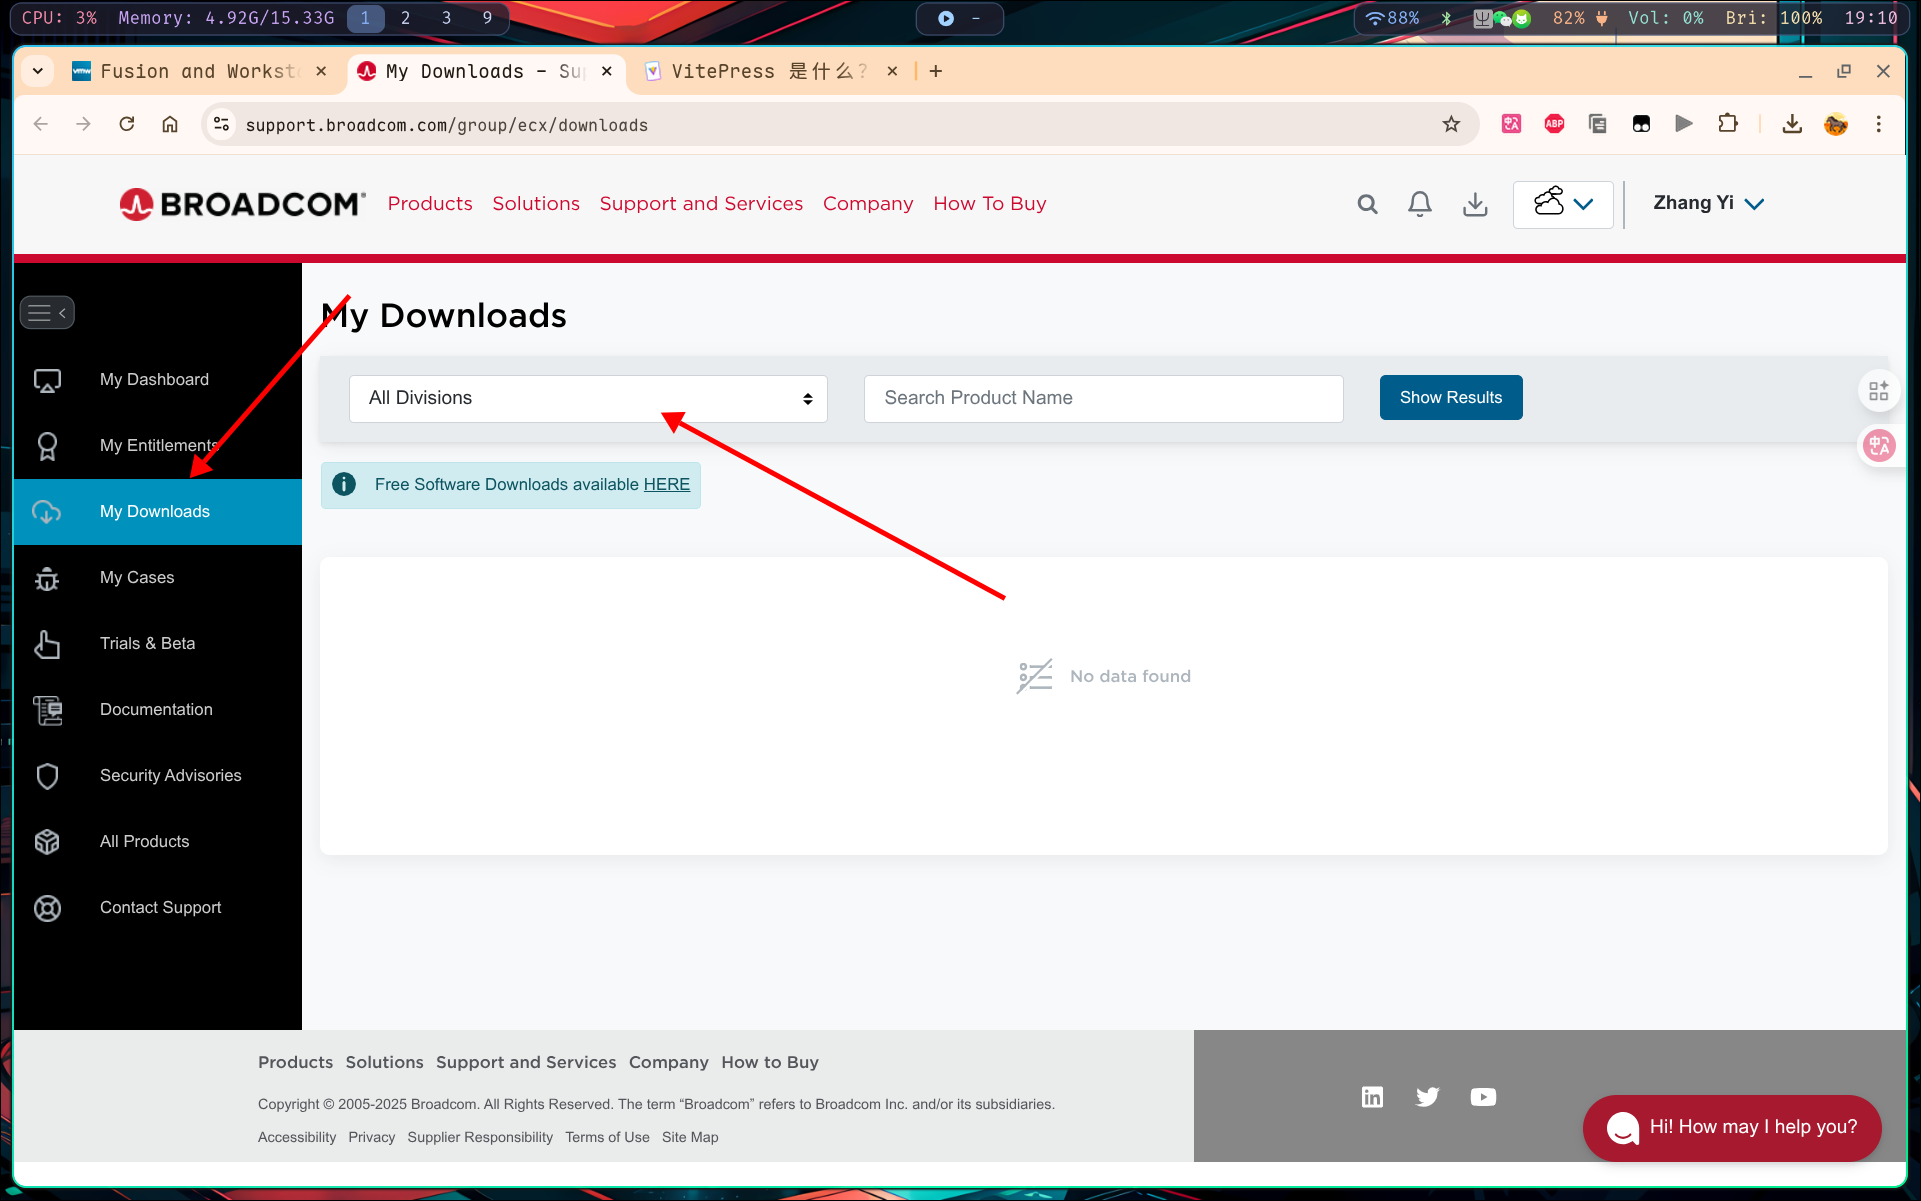 CPU: 3% Memory: 4.92G/15.33G 1 2 3 9 - 88% 82% Vol: 0% Bri: 100% 19:10
Fusion and Workst × My Downloads - Su × VitePress 是什么? × +
support.broadcom.com/group/ecx/downloads
ABP
BROADCOM Products Solutions Support and Services Company How To Buy Zhang Yi
My Downloads
My Dashboard
All Divisions Search Product Name Show Results
My Entitlements
Free Software Downloads available HERE
My Downloads
My Cases
Trials & Beta
No data found
Documentation
Security Advisories
All Products
Contact Support
Products Solutions Support and Services Company How to Buy
Copyright © 2005-2025 Broadcom. All Rights Reserved. The term “Broadcom” refers to Broadcom Inc. and/or its subsidiaries.
Accessibility Privacy Supplier Responsibility Terms of Use Site Map
Hi! How may I help you?